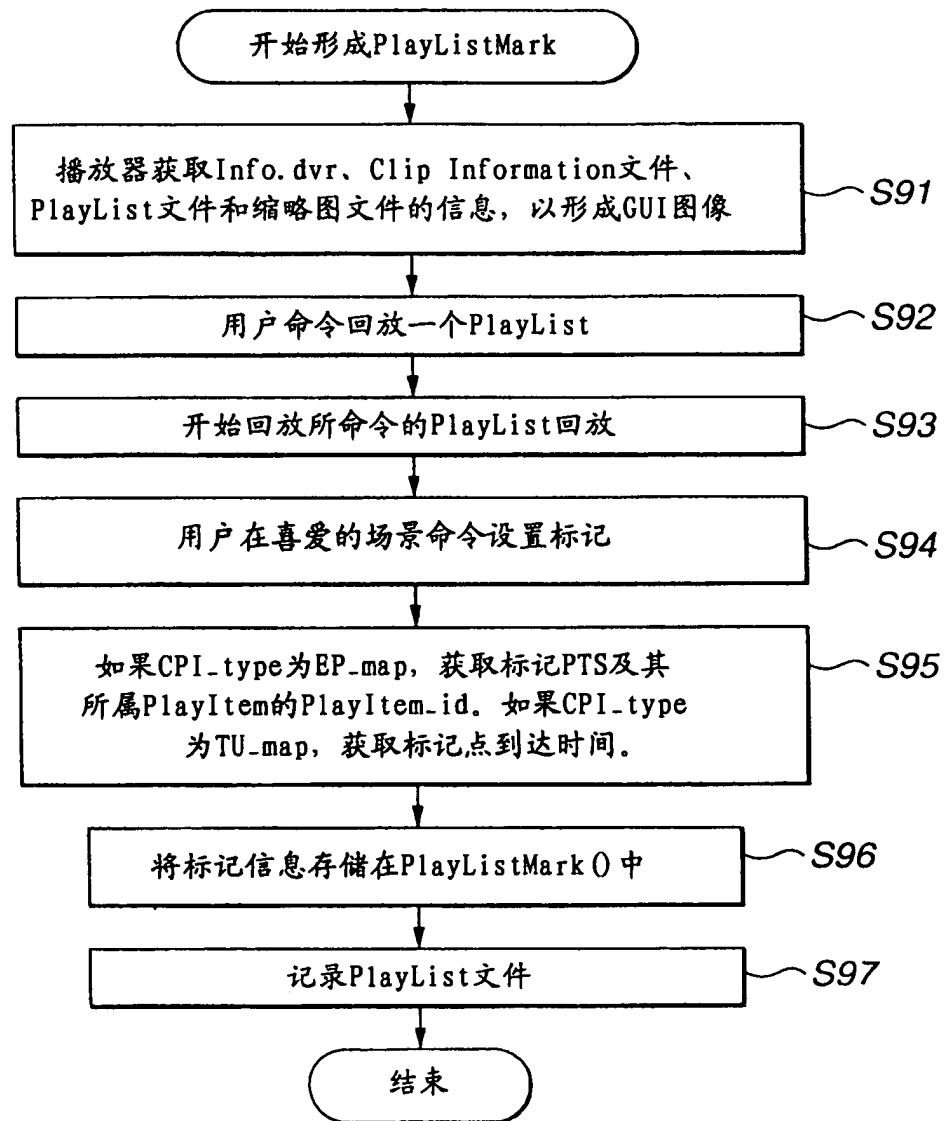 开始形成PlayListMark
播放器获取Info.dvr、Clip Information文件、
PlayList文件和缩略图文件的信息，以形成GUI图像
S91
用户命令回放一个PlayList
S92
开始回放所命令的PlayList回放
S93
用户在喜爱的场景命令设置标记
S94
如果CPI_type为EP_map，获取标记PTS及其
所属PlayItem的PlayItem_id。如果CPI_type
为TU_map，获取标记点到达时间。
S95
将标记信息存储在PlayListMark()中
S96
记录PlayList文件
S97
结束